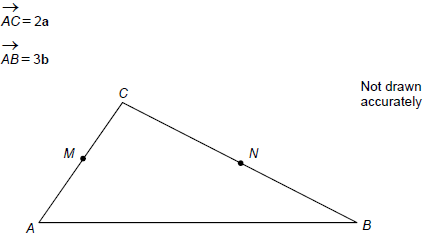 AC = 2a
AB = 3b
Not drawn
accurately
C
M
N
A
B